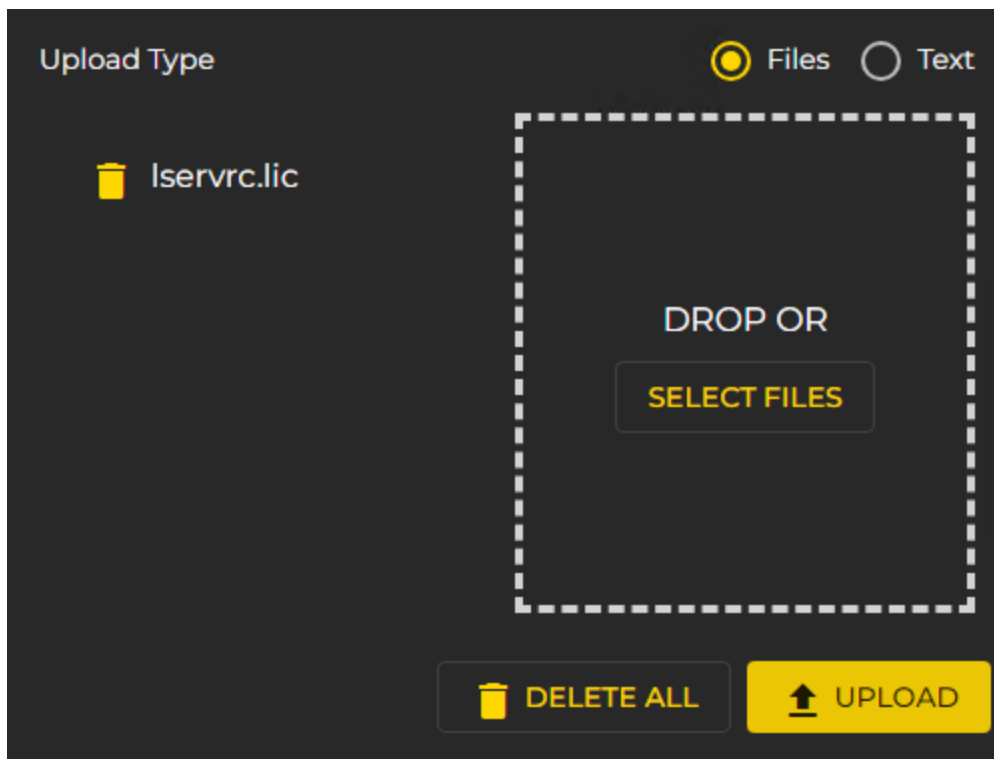 Upload Type
Files
Text
lservrc.lic
DROP OR
SELECT FILES
DELETE ALL
UPLOAD